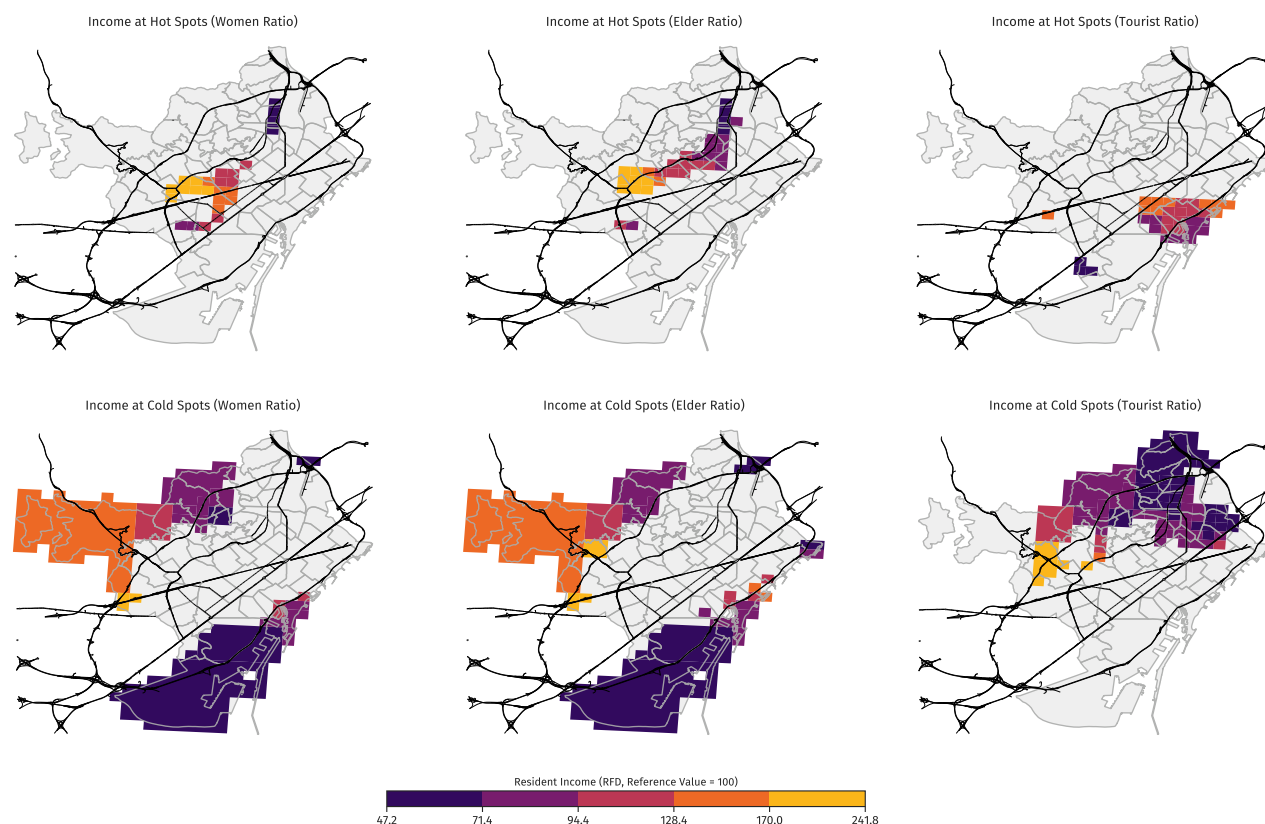 Income at Hot Spots (Women Ratio)
Income at Hot Spots (Elder Ratio)
Income at Hot Spots (Tourist Ratio)
Income at Cold Spots (Women Ratio)
Income at Cold Spots (Elder Ratio)
Income at Cold Spots (Tourist Ratio)
Resident Income (RFD, Reference Value = 100)
47.2 71.4 94.4 128.4 170.0 241.8